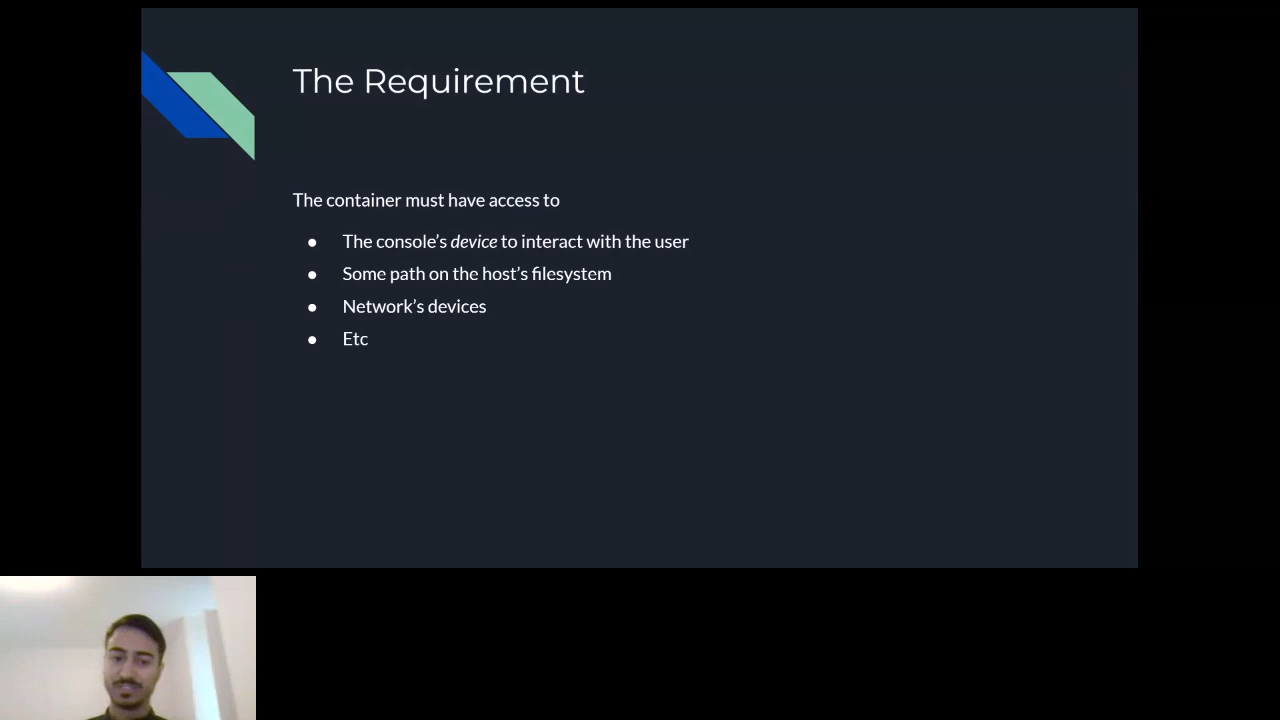 The Requirement
The container must have access to
● The console’s device to interact with the user
● Some path on the host’s filesystem
● Network’s devices
● Etc